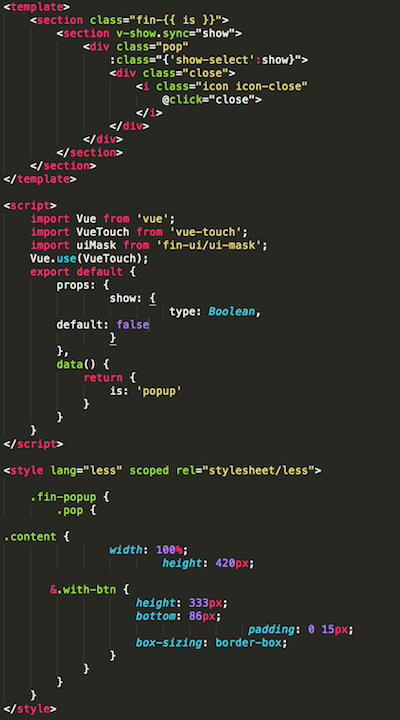 <template>
    <section class="fin-{{ is }}">
        <section v-show.sync="show">
            <div class="pop"
                :class="{'show-select':show}">
                <div class="close">
                    <i class="icon icon-close"
                        @click="close">
                    </i>
                </div>
            </div>
        </section>
    </section>
</template>

<script>
    import Vue from 'vue';
    import VueTouch from 'vue-touch';
    import uiMask from 'fin-ui/ui-mask';
    Vue.use(VueTouch);
    export default {
        props: {
                show: {
                         type: Boolean,
        default: false
                }
        },
        data() {
            return {
                is: 'popup'
            }
        }
    }
</script>

<style lang="less" scoped rel="stylesheet/less">

    .fin-popup {
        .pop {

.content {
                width: 100%;
                        height: 420px;

       &.with-btn {
                    height: 333px;
                    bottom: 86px;
                                     padding: 0 15px;
                    box-sizing: border-box;
                }
            }
        }
    }
</style>